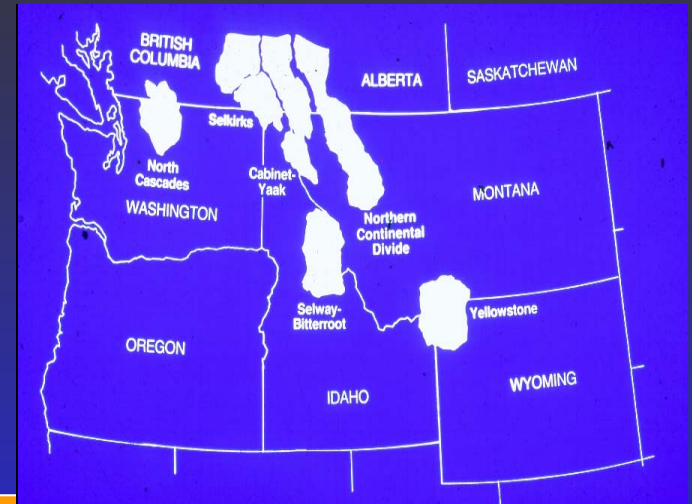 BRITISH
COLUMBIA
ALBERTA
SASKATCHEWAN
Selkirks
North
Cascades
Cabinet-
Yaak
WASHINGTON
MONTANA
Northern
Continental
Divide
Selway-
Bitterroot
Yellowstone
OREGON
IDAHO
WYOMING